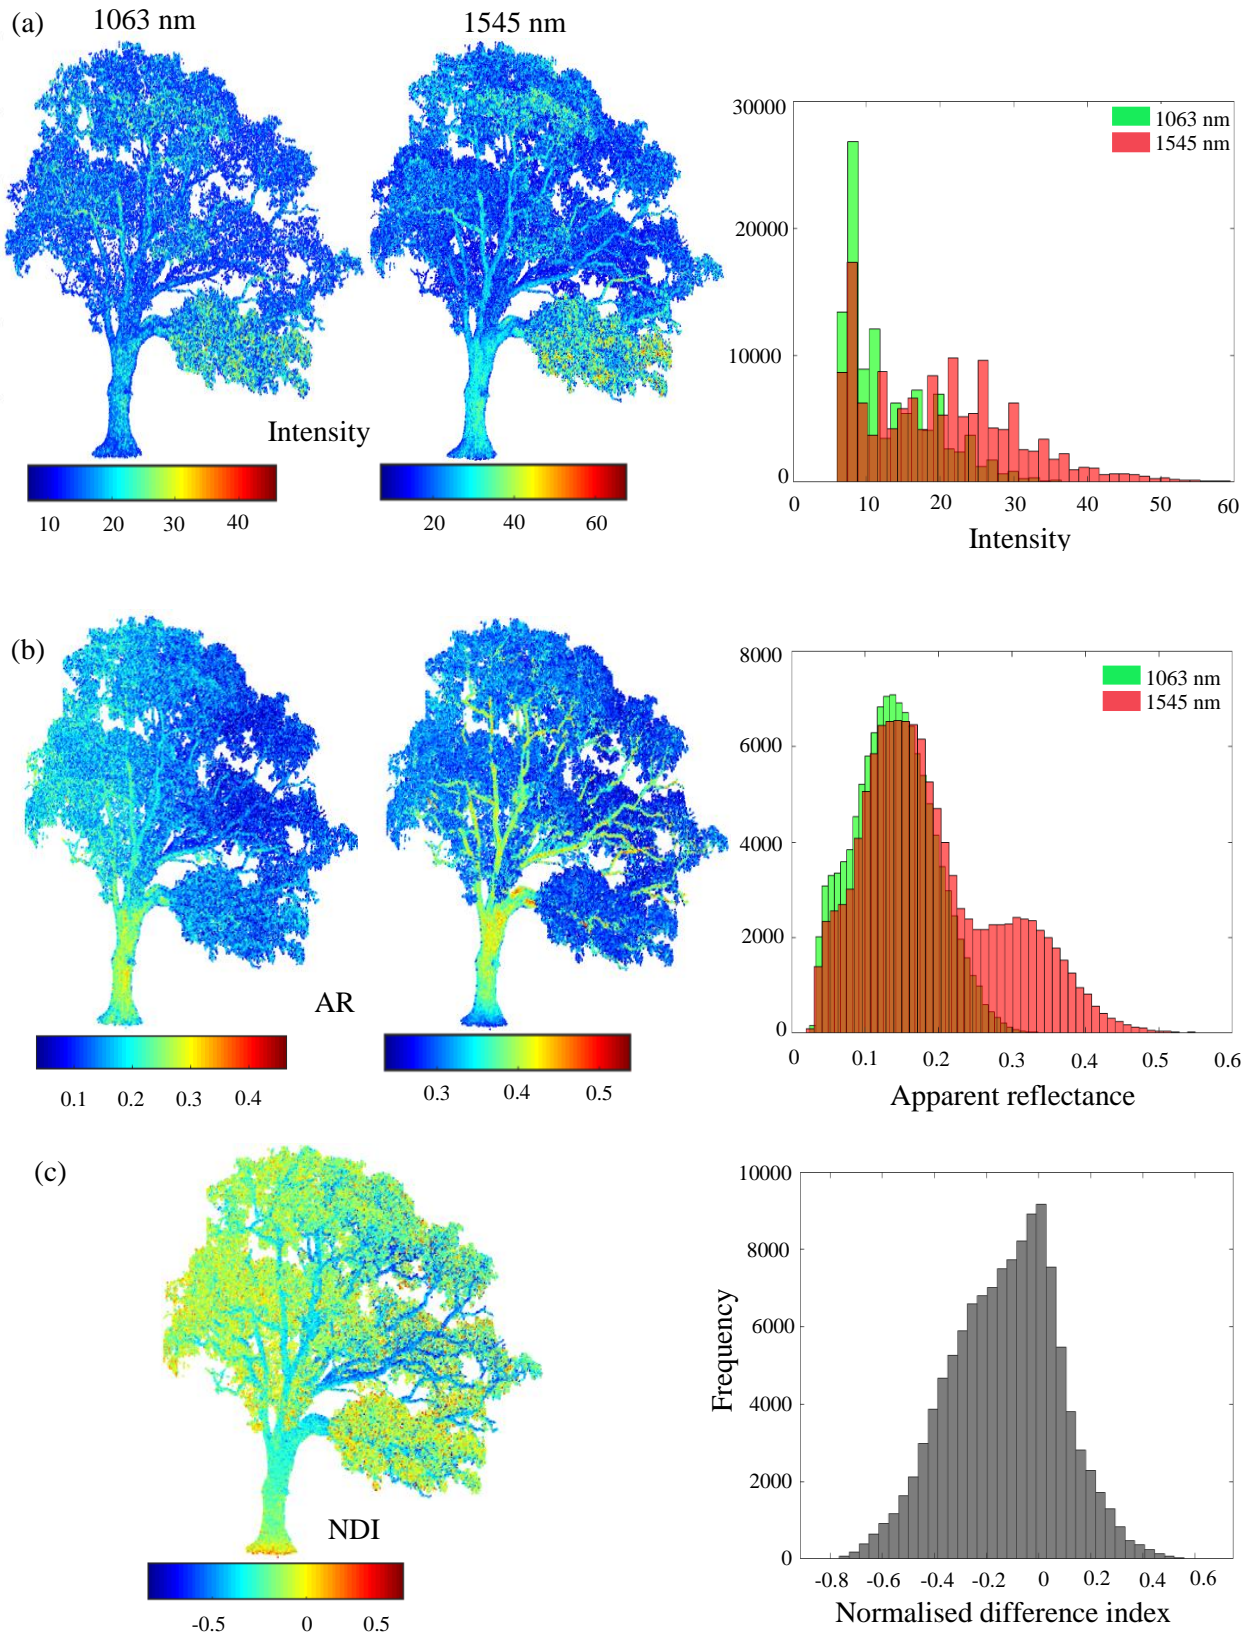 (a)
1063 nm
1545 nm
Intensity
10 20 30 40
20 40 60
30000
20000
10000
0
1063 nm
1545 nm
0 10 20 30 40 50 60
Intensity
(b)
AR
0.1 0.2 0.3 0.4
0.3 0.4 0.5
8000
6000
4000
2000
0
1063 nm
1545 nm
0 0.1 0.2 0.3 0.4 0.5 0.6
Apparent reflectance
(c)
NDI
-0.5 0 0.5
10000
8000
6000
4000
2000
0
Frequency
-0.8 -0.6 -0.4 -0.2 0 0.2 0.4 0.6
Normalised difference index